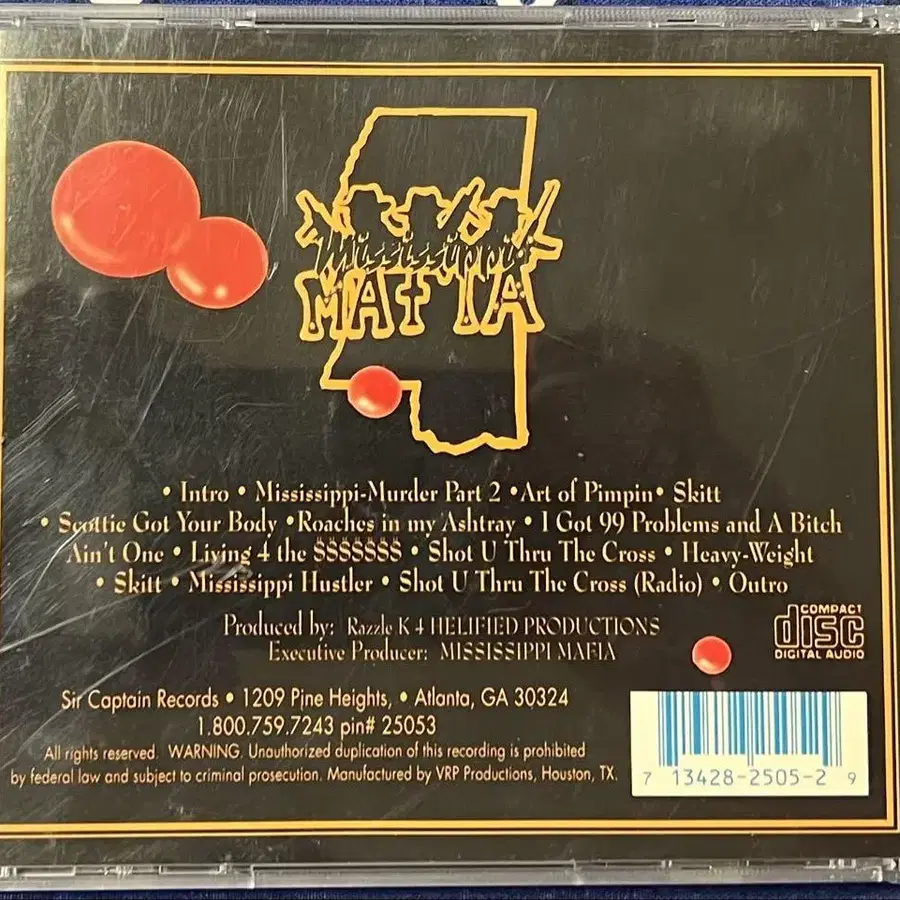 Mississippi
MAFIA
• Intro • Mississippi-Murder Part 2 •Art of Pimpin• Skitt
• Scottie Got Your Body •Roaches in my Ashtray • I Got 99 Problems and A Bitch
Ain't One • Living 4 the $$$$$$$ • Shot U Thru The Cross • Heavy-Weight
• Skitt • Mississippi Hustler • Shot U Thru The Cross (Radio) • Outro
Produced by: Razzle K 4 HELIFIED PRODUCTIONS
Executive Producer: MISSISSIPPI MAFIA
COMPACT
disc
DIGITAL AUDIO
Sir Captain Records • 1209 Pine Heights, • Atlanta, GA 30324
1.800.759.7243 pin# 25053
All rights reserved. WARNING. Unauthorized duplication of this recording is prohibited
by federal law and subject to criminal prosecution. Manufactured by VRP Productions, Houston, TX.
7 13428-2505-2 9